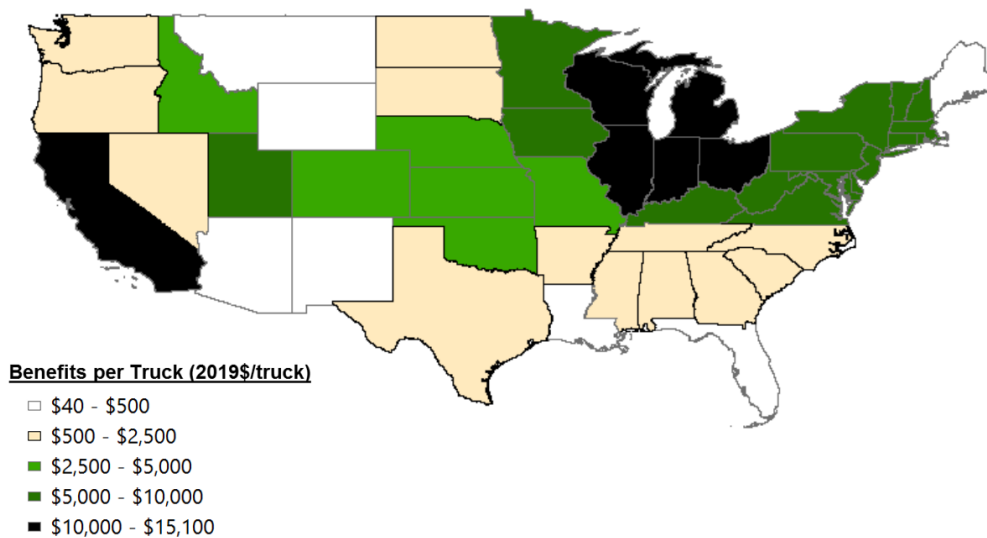 Benefits per Truck (2019$/truck)
$40 - $500
$500 - $2,500
$2,500 - $5,000
$5,000 - $10,000
$10,000 - $15,100